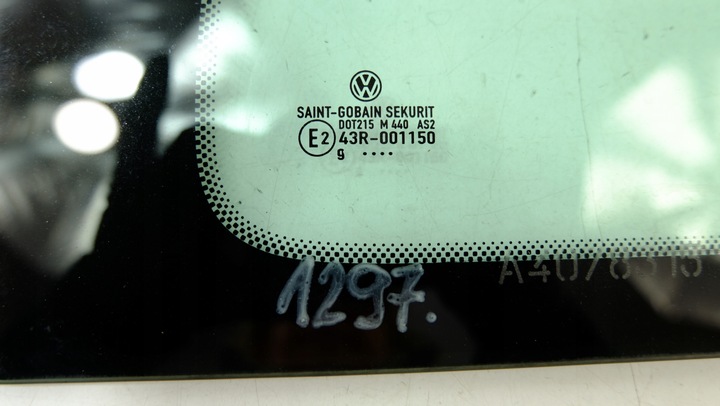 SAINT-GOBAIN SEKURIT
DOT215 M 440 AS2
E2 43R-001150
g ....
1297.